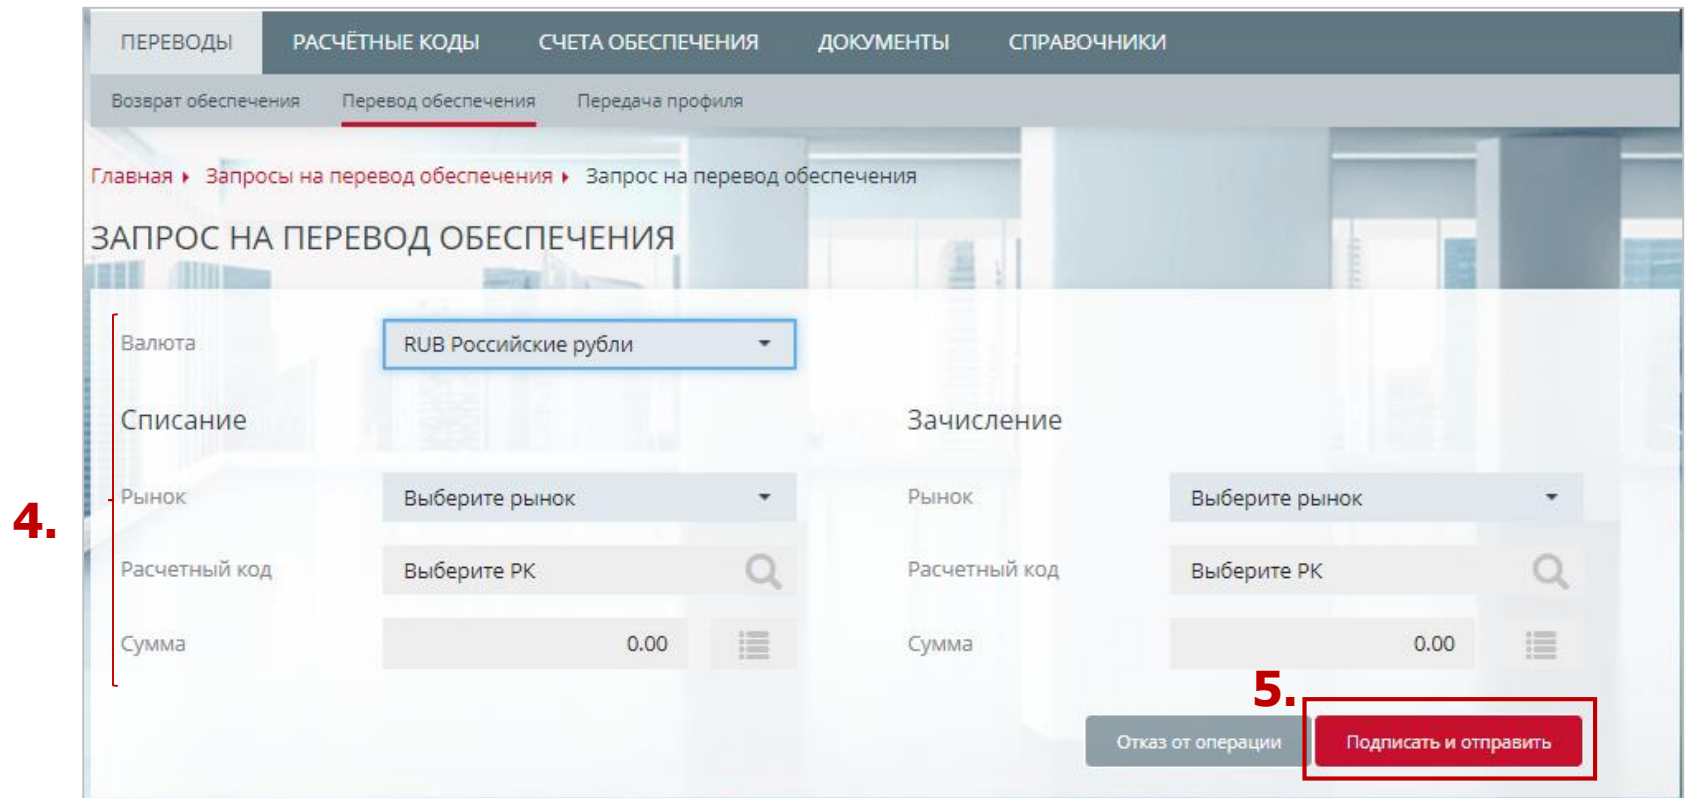 ПЕРЕВОДЫ РАСЧЁТНЫЕ КОДЫ СЧЕТА ОБЕСПЕЧЕНИЯ ДОКУМЕНТЫ СПРАВОЧНИКИ
Возврат обеспечения Перевод обеспечения Передача профиля
Главная Запросы на перевод обеспечения Запрос на перевод обеспечения
ЗАПРОС НА ПЕРЕВОД ОБЕСПЕЧЕНИЯ
Валюта RUB Российские рубли
Списание Зачисление
Рынок Выберите рынок Рынок Выберите рынок
4.
Расчетный код Выберите РК Расчетный код Выберите РК
Сумма 0.00 Сумма 0.00
5.
Отказ от операции Подписать и отправить